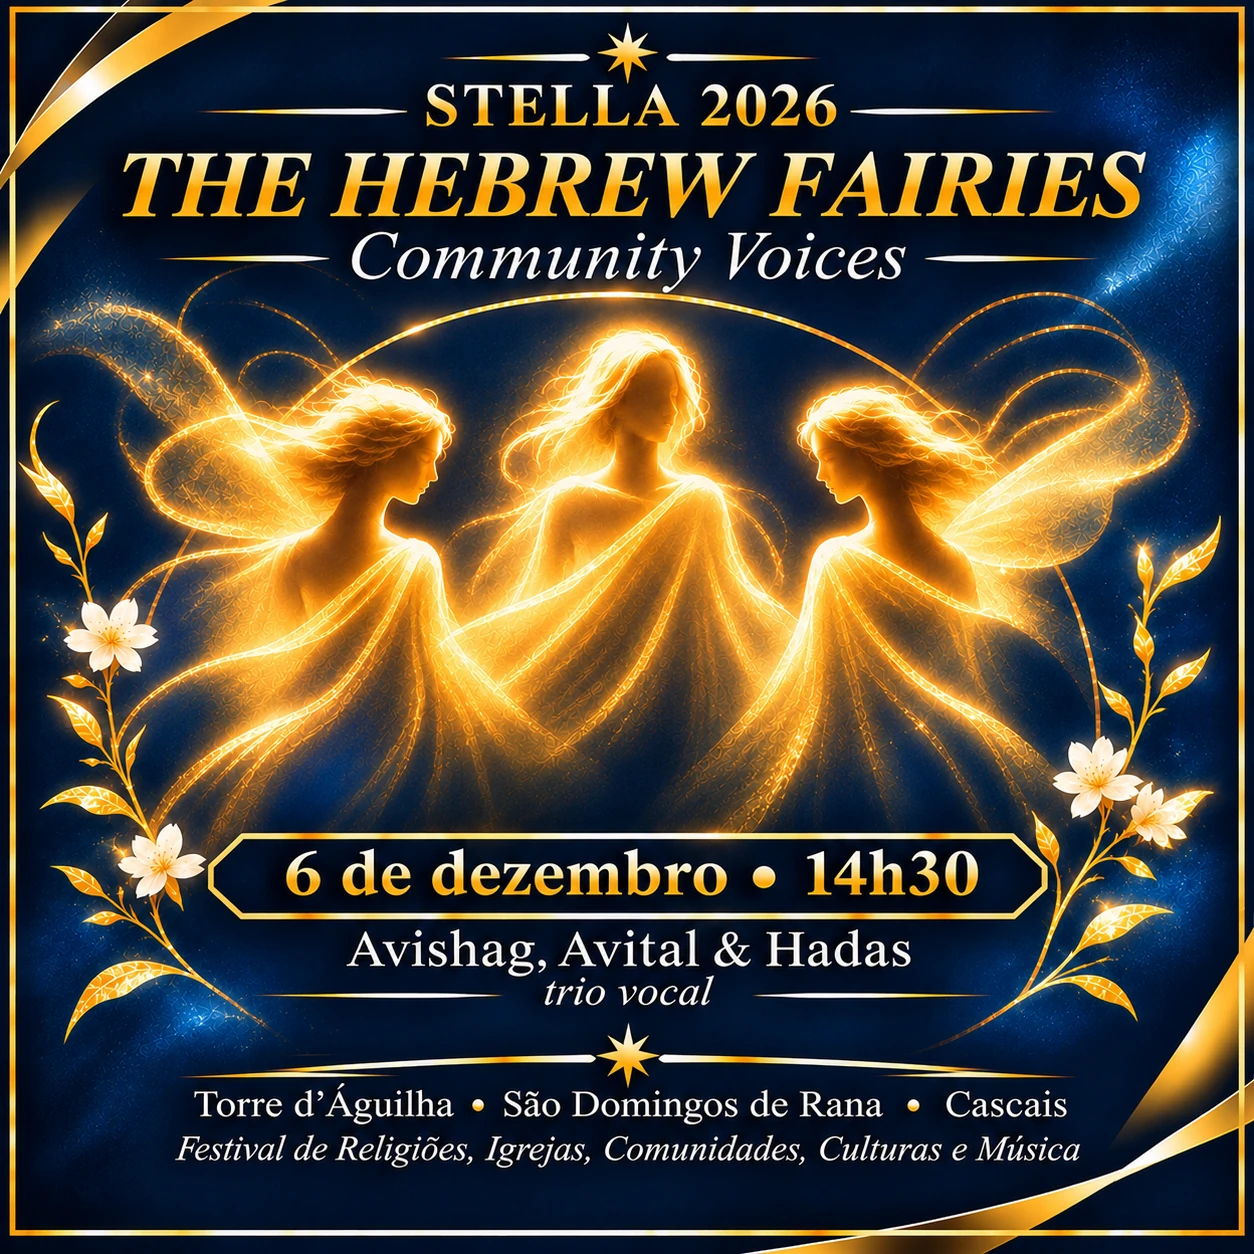 STELLA 2026
THE HEBREW FAIRIES
Community Voices
6 de dezembro • 14h30
Avishag, Avital & Hadas
trio vocal
Torre d’Águilha • São Domingos de Rana • Cascais
Festival de Religiões, Igrejas, Comunidades, Culturas e Música